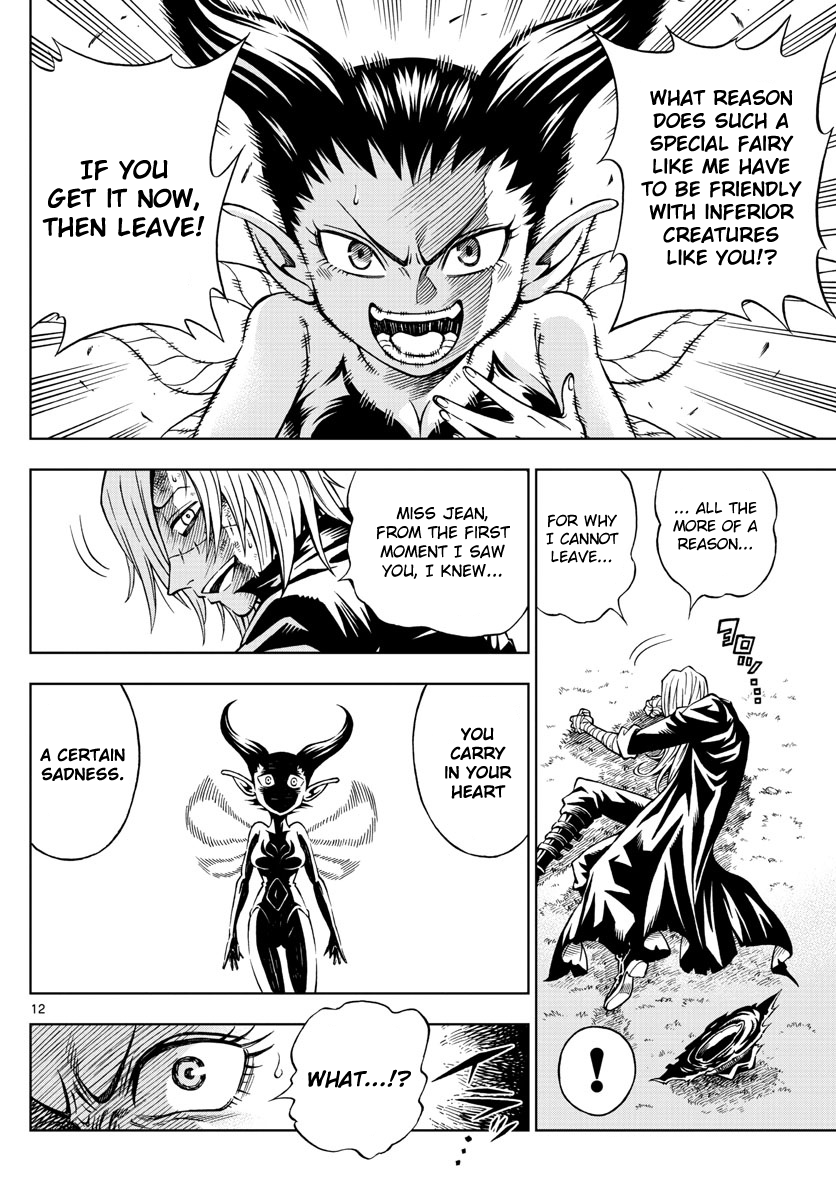 WHAT REASON
DOES SUCH A
SPECIAL FAIRY
LIKE ME HAVE
TO BE FRIENDLY
WITH INFERIOR
CREATURES
LIKE YOU!?
IF YOU
GET IT NOW,
THEN LEAVE!
... ALL THE
MORE OF A
REASON...
FOR WHY
I CANNOT
LEAVE...
!
MISS JEAN,
FROM THE FIRST
MOMENT I SAW
YOU, I KNEW...
YOU
CARRY
IN YOUR
HEART
A CERTAIN
SADNESS.
12
WHAT...!?